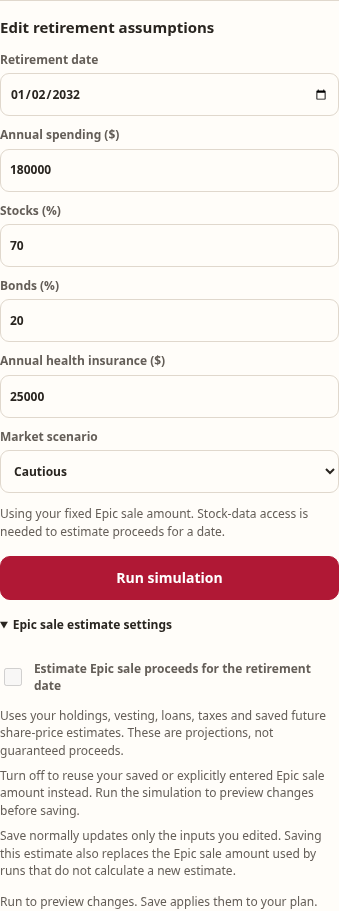 Edit retirement assumptions
Retirement date
01/02/2032
Annual spending ($)
180000
Stocks (%)
70
Bonds (%)
20
Annual health insurance ($)
25000
Market scenario
Cautious
Using your fixed Epic sale amount. Stock-data access is
needed to estimate proceeds for a date.
Run simulation
▼ Epic sale estimate settings
Estimate Epic sale proceeds for the retirement
date
Uses your holdings, vesting, loans, taxes and saved future
share-price estimates. These are projections, not
guaranteed proceeds.
Turn off to reuse your saved or explicitly entered Epic sale
amount instead. Run the simulation to preview changes
before saving.
Save normally updates only the inputs you edited. Saving
this estimate also replaces the Epic sale amount used by
runs that do not calculate a new estimate.
Run to preview changes. Save applies them to your plan.